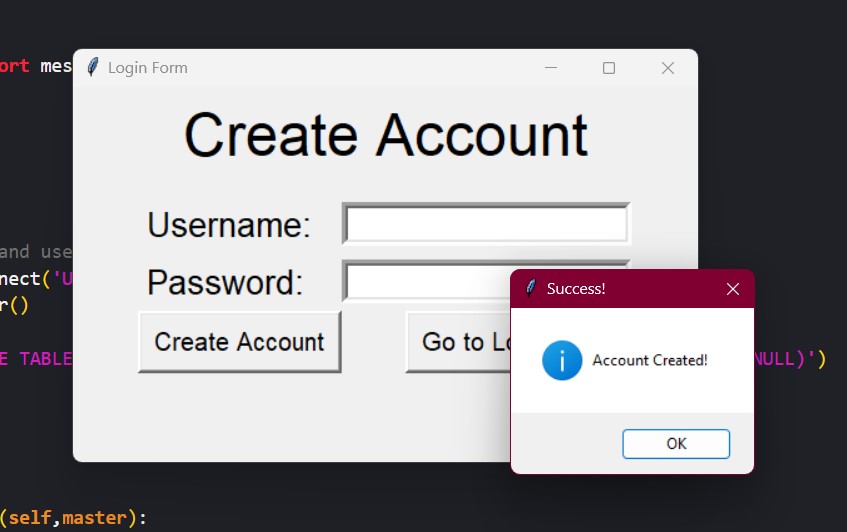 ort mes
Login Form
Create Account
Username:
Password:
Create Account
Go to Lo
Success!
Account Created!
OK
and use
nect('U
r()
E TABLE
NULL)')
(self,master):